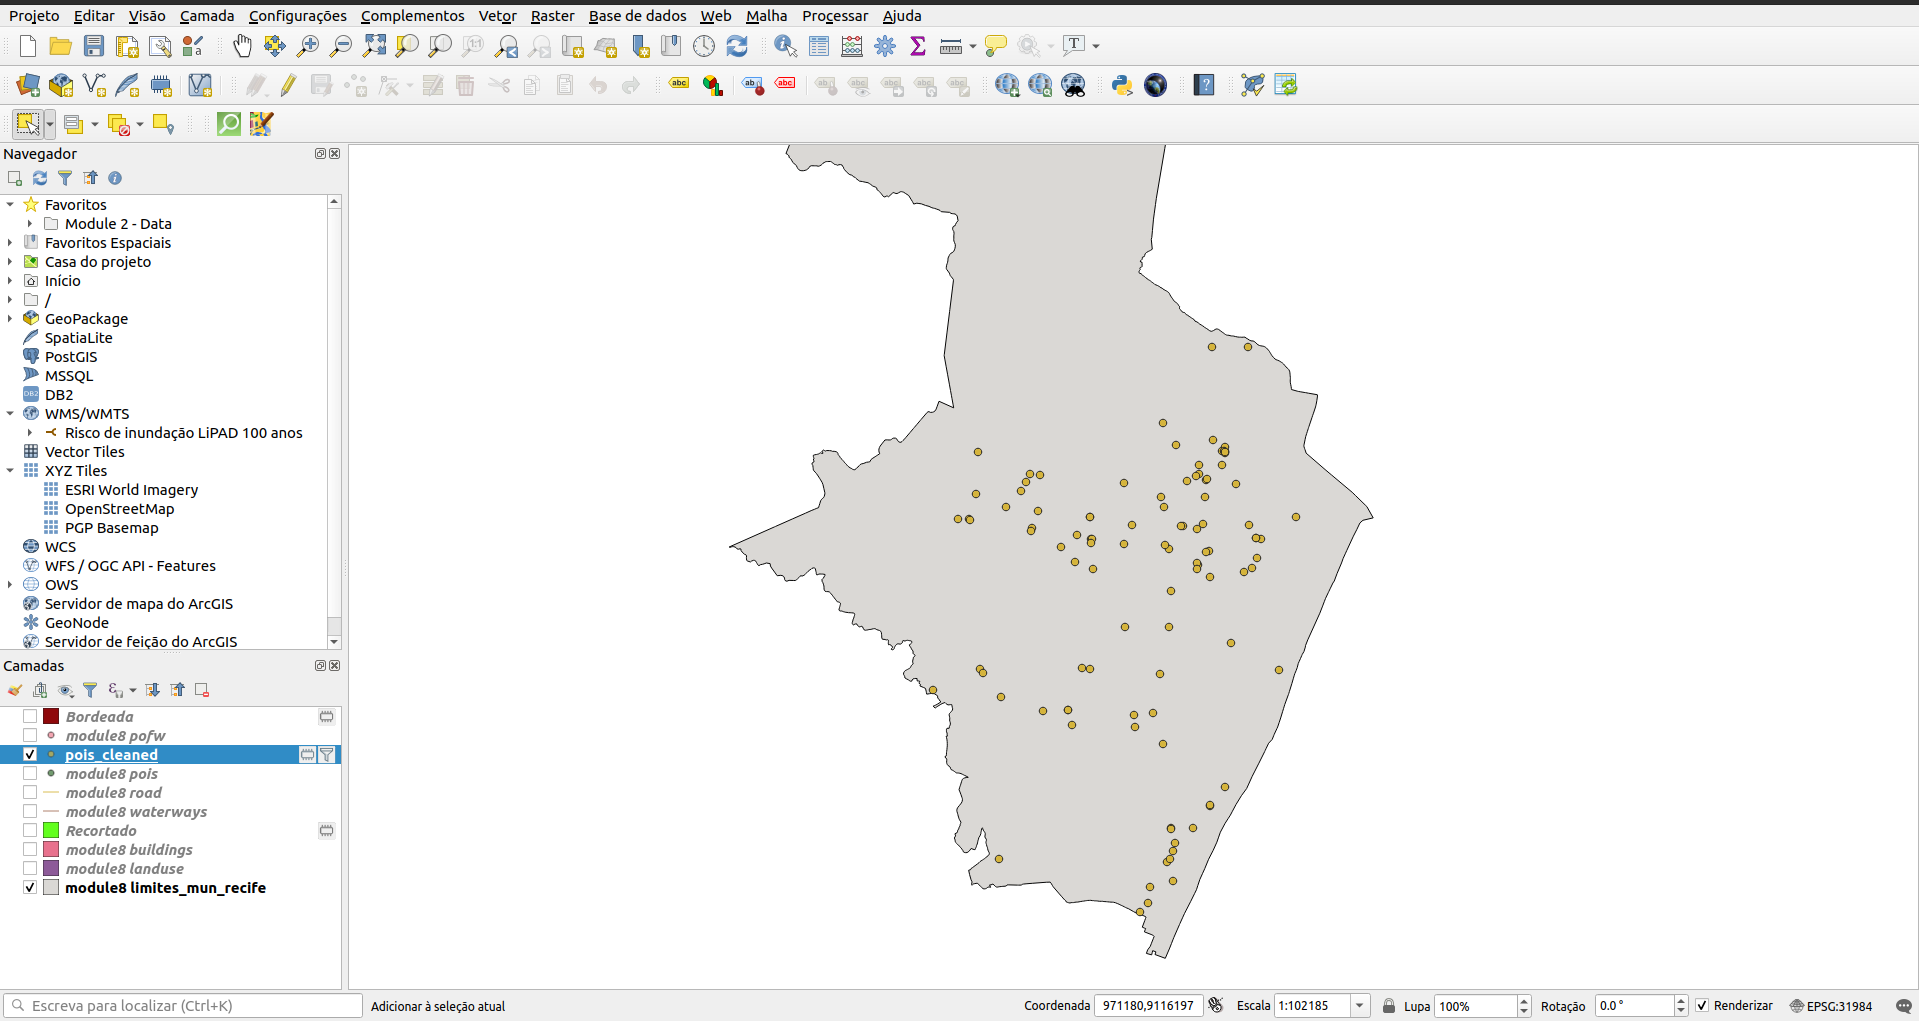 Projeto Editar Visão Camada Configurações Complementos Vetor Raster Base de dados Web Malha Processar Ajuda
Navegador
Favoritos
Module 2 - Data
Favoritos Espaciais
Casa do projeto
Início
/
GeoPackage
SpatiaLite
PostGIS
MSSQL
DB2
WMS/WMTS
Risco de inundação LiPAD 100 anos
Vector Tiles
XYZ Tiles
ESRI World Imagery
OpenStreetMap
PGP Basemap
WCS
WFS / OGC API - Features
OWS
Servidor de mapa do ArcGIS
GeoNode
Servidor de feição do ArcGIS
Camadas
Bordeada
module8 pofw
pois_cleaned
module8 pois
module8 road
module8 waterways
Recortado
module8 buildings
module8 landuse
module8 limites_mun_recife
Escreva para localizar (Ctrl+K) Adicionar à seleção atual Coordenada 971180,9116197 Escala 1:102185 Lupa 100% Rotação 0.0 ° Renderizar EPSG:31984